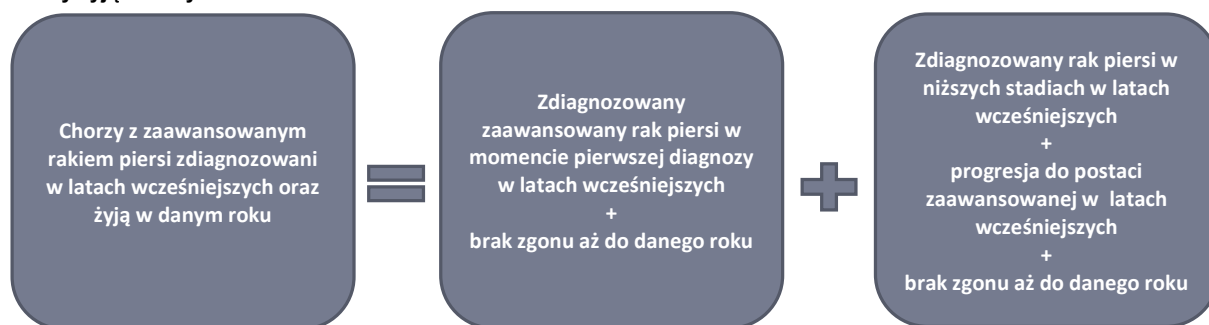 Chorzy z zaawansowanym
rakiem piersi zdiagnozowani
w latach wcześniejszych oraz
żyją w danym roku
Zdiagnozowany
zaawansowany rak piersi w
momencie pierwszej diagnozy
w latach wcześniejszych
+
brak zgonu aż do danego roku
Zdiagnozowany rak piersi w
niższych stadiach w latach
wcześniejszych
+
progresja do postaci
zaawansowanej w latach
wcześniejszych
+
brak zgonu aż do danego roku